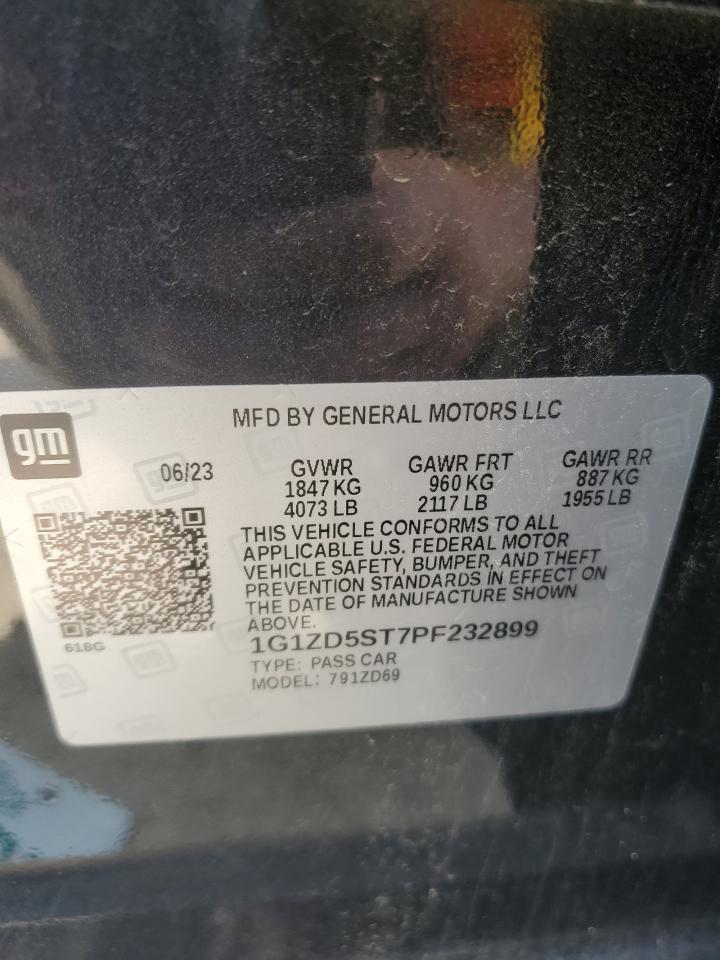 MFD BY GENERAL MOTORS LLC
gm
06/23
GVWR GAWR FRT GAWR RR
1847 KG 960 KG 887 KG
4073 LB 2117 LB 1955 LB
THIS VEHICLE CONFORMS TO ALL
APPLICABLE U.S. FEDERAL MOTOR
VEHICLE SAFETY, BUMPER, AND THEFT
PREVENTION STANDARDS IN EFFECT ON
THE DATE OF MANUFACTURE SHOWN
ABOVE.
618G
1G1ZD5ST7PF232899
TYPE: PASS CAR
MODEL: 791ZD69